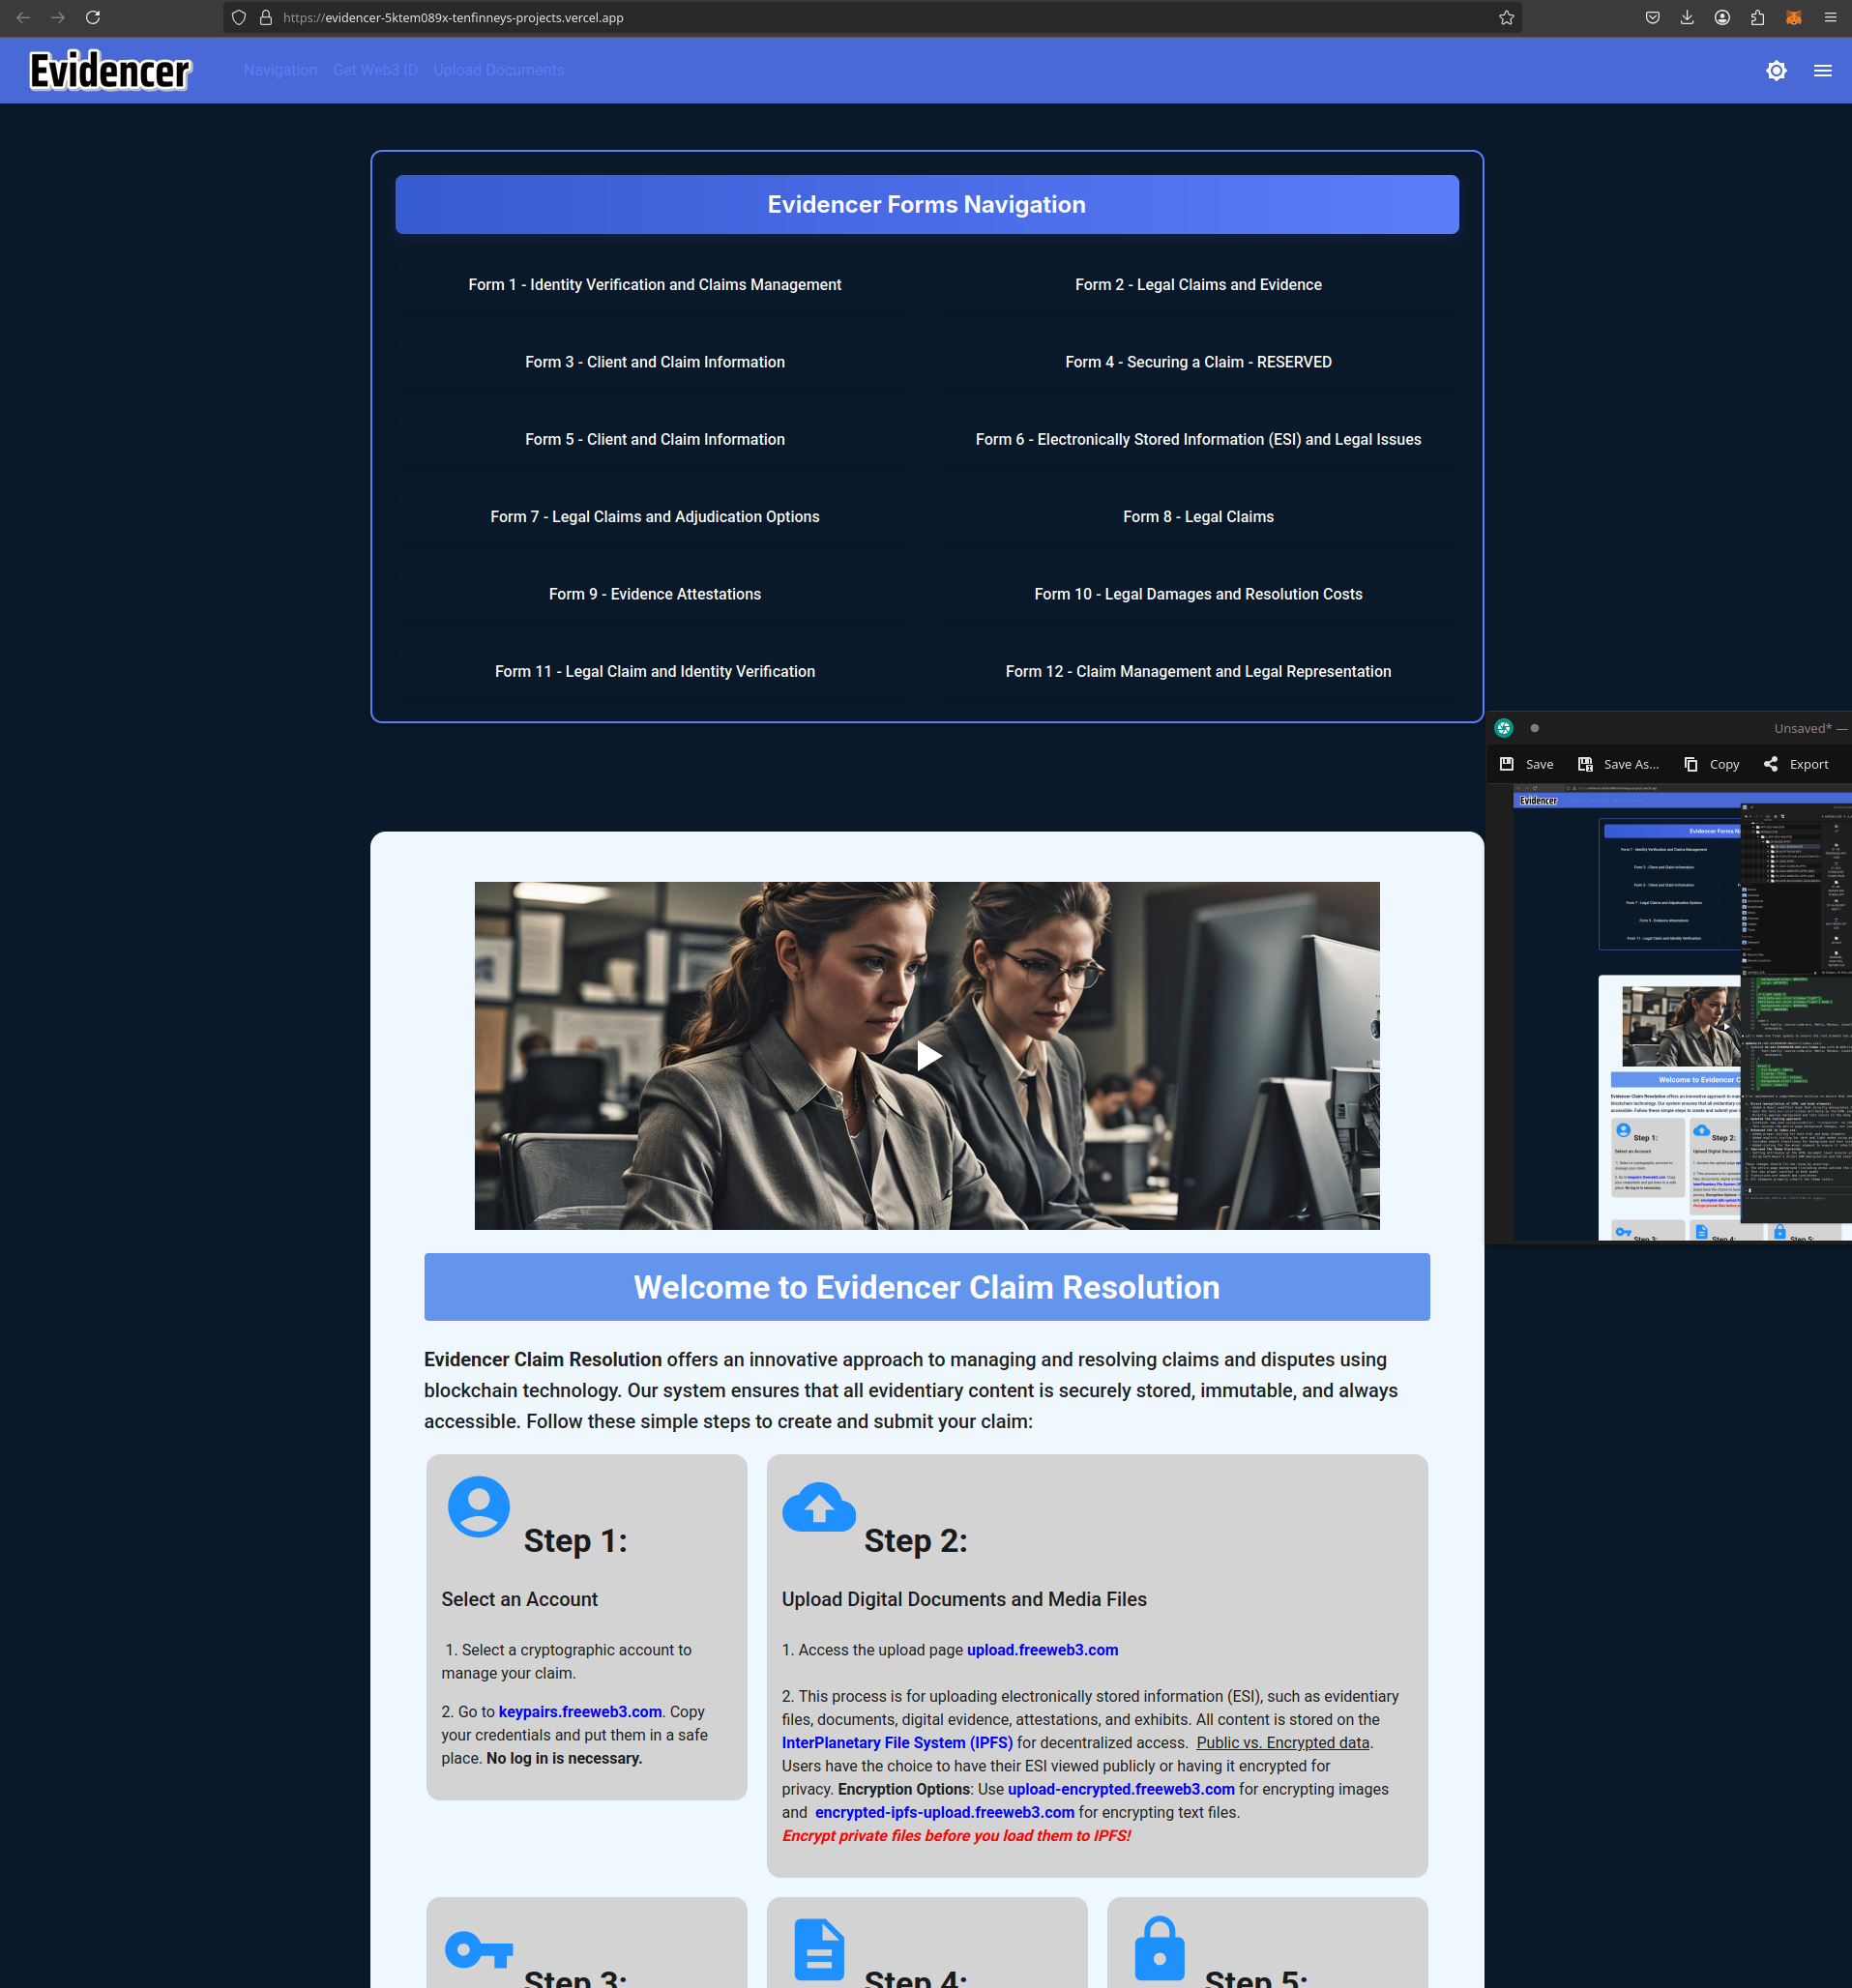 https://evidencer-5ktem089x-tenfinneys-projects.vercel.app
Evidencer
Navigation Get Web3 ID Upload Documents
Evidencer Forms Navigation
Form 1 - Identity Verification and Claims Management
Form 2 - Legal Claims and Evidence
Form 3 - Client and Claim Information
Form 4 - Securing a Claim - RESERVED
Form 5 - Client and Claim Information
Form 6 - Electronically Stored Information (ESI) and Legal Issues
Form 7 - Legal Claims and Adjudication Options
Form 8 - Legal Claims
Form 9 - Evidence Attestations
Form 10 - Legal Damages and Resolution Costs
Form 11 - Legal Claim and Identity Verification
Form 12 - Claim Management and Legal Representation
Unsaved* —
Save Save As... Copy Export
Evidencer
Welcome to Evidencer Claim Resolution
Evidencer Claim Resolution offers an innovative approach to managing and resolving claims and disputes using
blockchain technology. Our system ensures that all evidentiary content is securely stored, immutable, and always
accessible. Follow these simple steps to create and submit your claim:
Step 1:
Select an Account
1. Select a cryptographic account to
manage your claim.
2. Go to keypairs.freeweb3.com. Copy
your credentials and put them in a safe
place. No log in is necessary.
Step 2:
Upload Digital Documents and Media Files
1. Access the upload page upload.freeweb3.com
2. This process is for uploading electronically stored information (ESI), such as evidentiary
files, documents, digital evidence, attestations, and exhibits. All content is stored on the
InterPlanetary File System (IPFS) for decentralized access. Public vs. Encrypted data.
Users have the choice to have their ESI viewed publicly or having it encrypted for
privacy. Encryption Options: Use upload-encrypted.freeweb3.com for encrypting images
and encrypted-ipfs-upload.freeweb3.com for encrypting text files.
Encrypt private files before you load them to IPFS!
Step 3:
Step 4:
Step 5: